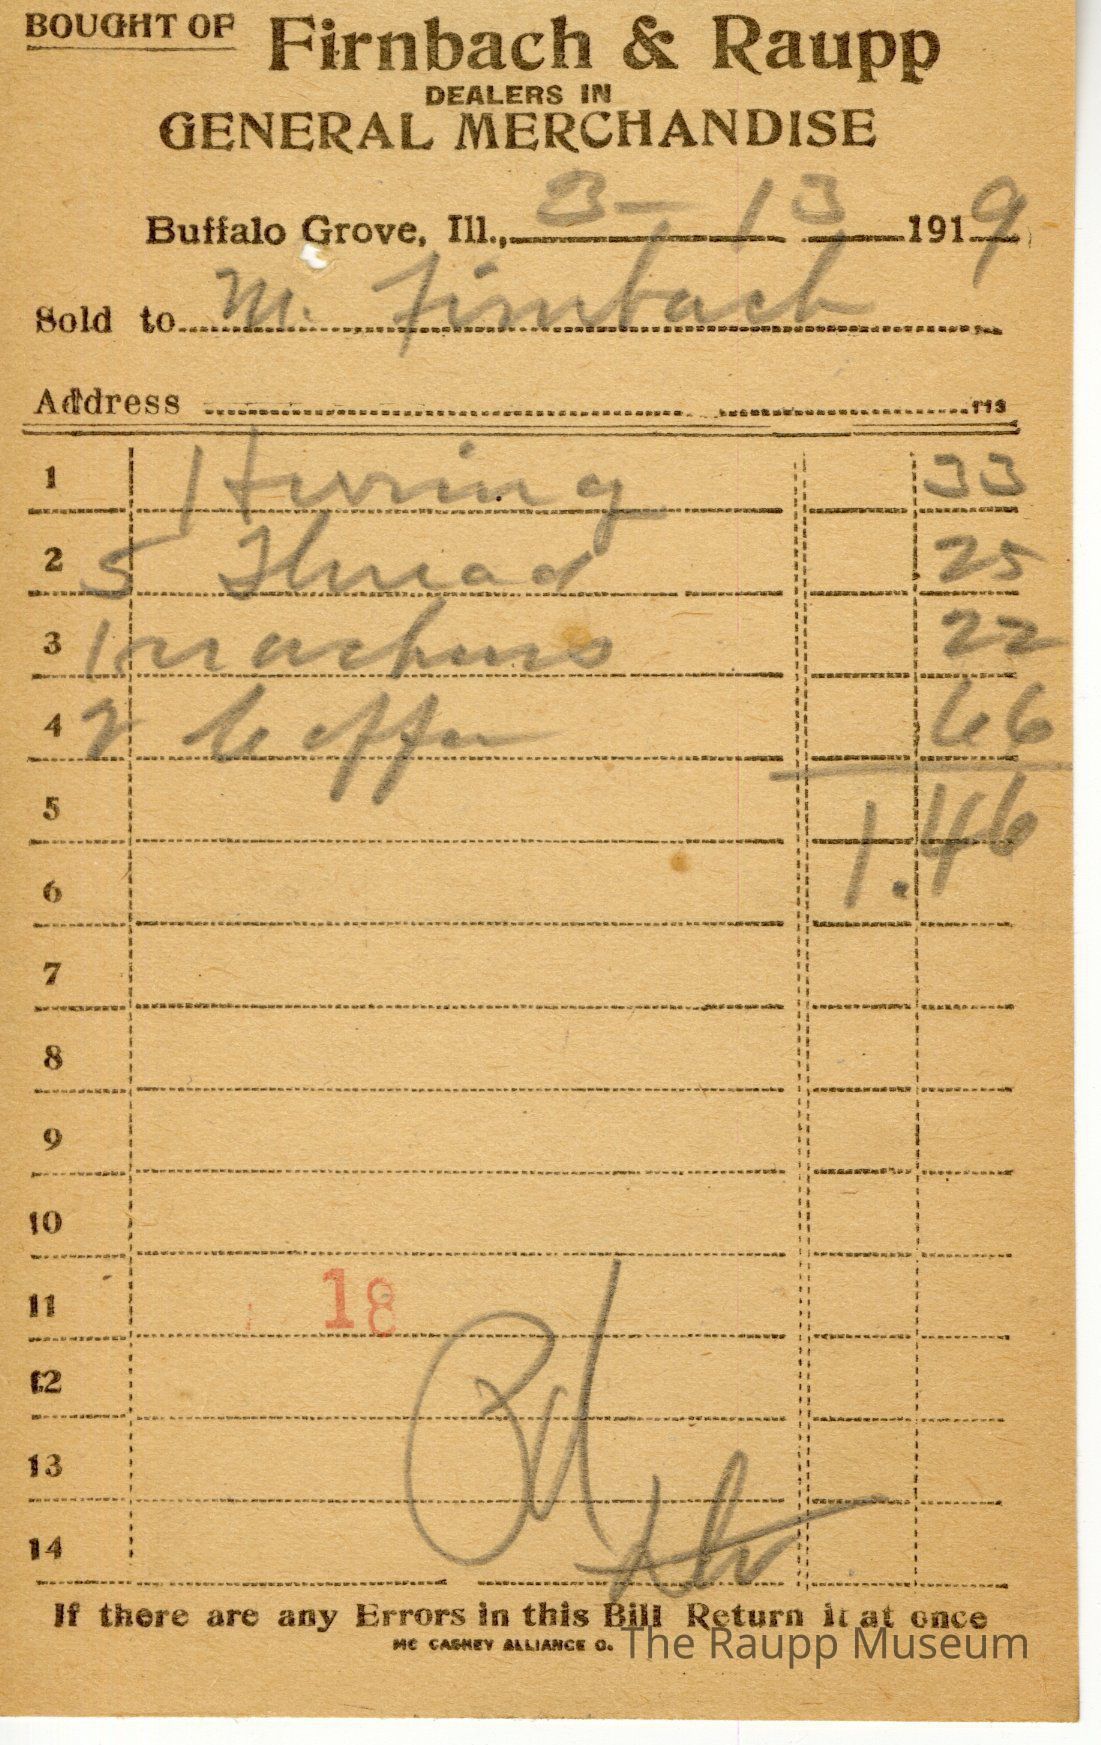 BOUGHT OF Firnbach & Raupp
DEALERS IN
GENERAL MERCHANDISE
Buffalo Grove, Ill., 3-13 1919
Sold to M. Firnbach
Address
1 Herring 33
2 5 Thread 25
3 1 22
4 2 Coffee 66
5 1.46
6
7
8
9
10
11 18
12
13
14
Pd
If there are any Errors in this Bill Return it at once
MC CASKEY ALLIANCE O.
The Raupp Museum